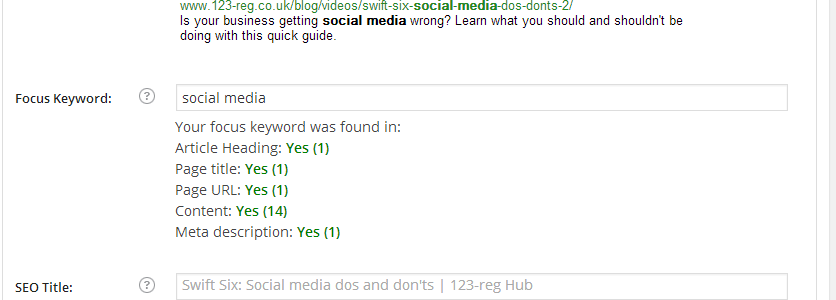 www.123-reg.co.uk/blog/videos/swift-six-social-media-dos-donts-2/
Is your business getting social media wrong? Learn what you should and shouldn't be
doing with this quick guide.
Focus Keyword: ? social media
Your focus keyword was found in:
Article Heading: Yes (1)
Page title: Yes (1)
Page URL: Yes (1)
Content: Yes (14)
Meta description: Yes (1)
SEO Title: ? Swift Six: Social media dos and don'ts | 123-reg Hub